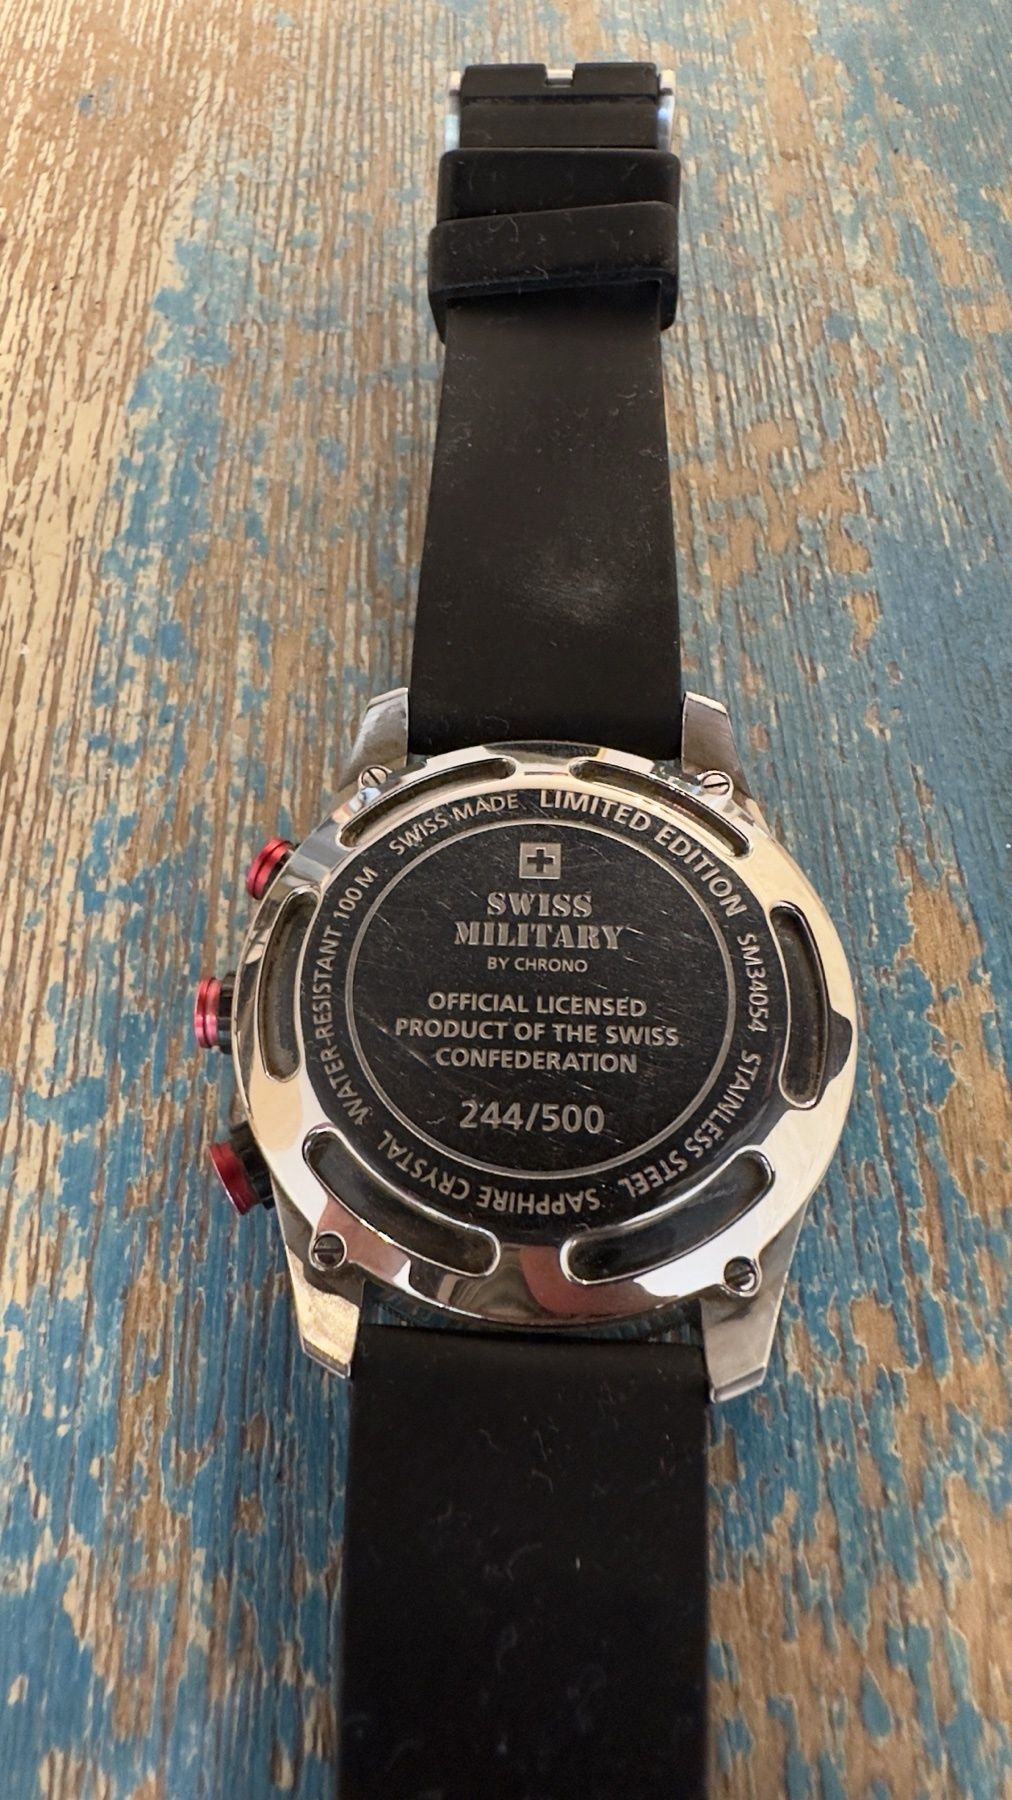 SWISS MADE LIMITED EDITION SM34054 STAINLESS STEEL SAPPHIRE CRYSTAL WATER-RESISTANT 100 M
SWISS
MILITARY
BY CHRONO
OFFICIAL LICENSED
PRODUCT OF THE SWISS
CONFEDERATION
244/500